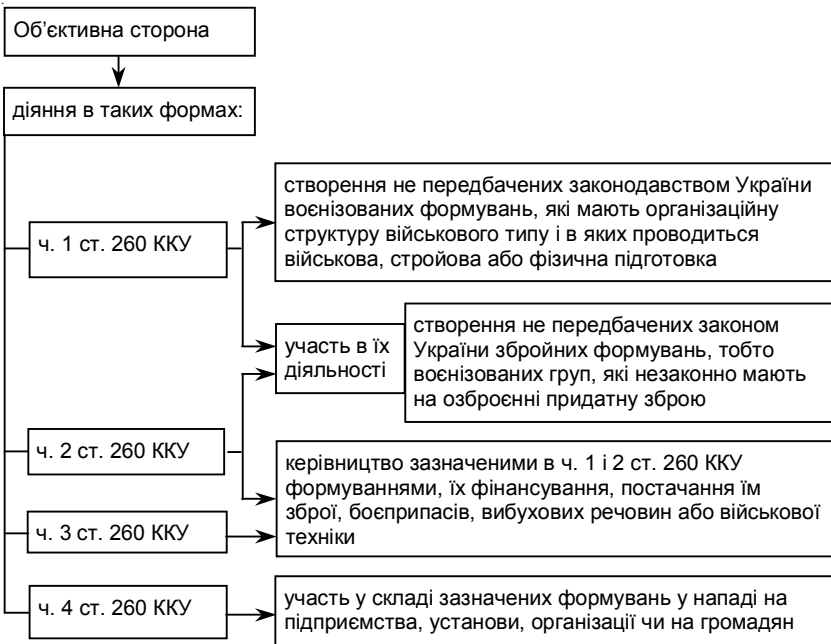 Об’єктивна сторона
діяння в таких формах:
ч. 1 ст. 260 ККУ
створення не передбачених законодавством України
воєнізованих формувань, які мають організаційну
структуру військового типу і в яких проводиться
військова, стройова або фізична підготовка
участь в їх
діяльності
створення не передбачених законом
України збройних формувань, тобто
воєнізованих груп, які незаконно мають
на озброєнні придатну зброю
ч. 2 ст. 260 ККУ
керівництво зазначеними в ч. 1 і 2 ст. 260 ККУ
формуваннями, їх фінансування, постачання їм
зброї, боєприпасів, вибухових речовин або військової
техніки
ч. 3 ст. 260 ККУ
ч. 4 ст. 260 ККУ
участь у складі зазначених формувань у нападі на
підприємства, установи, організації чи на громадян